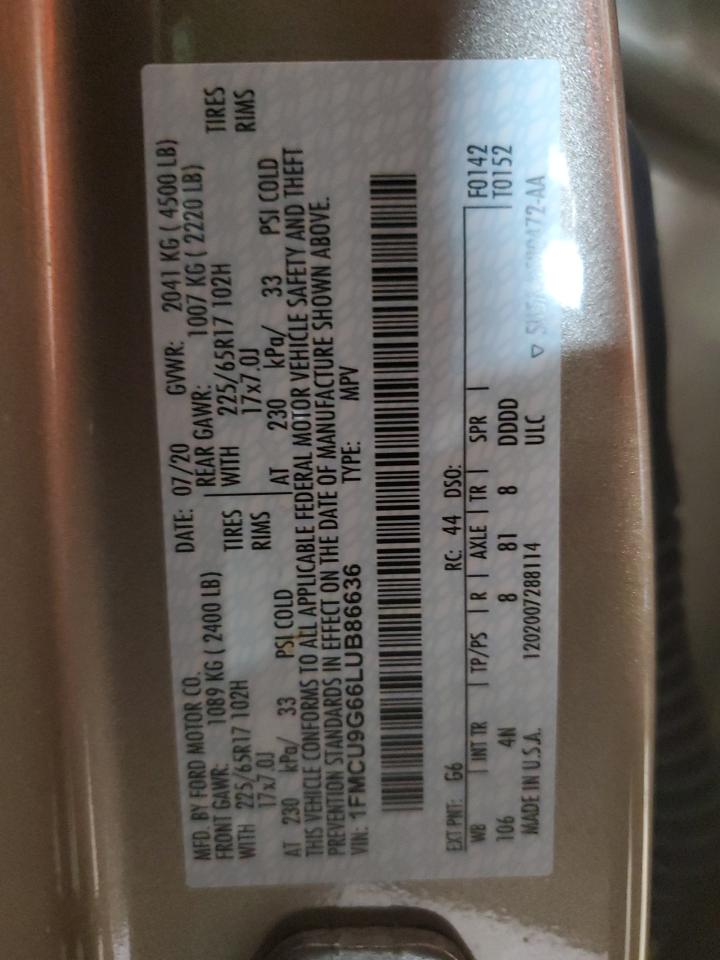 MFD. BY FORD MOTOR CO. DATE: 07/20 GVWR: 2041 KG ( 4500 LB)
FRONT GAWR: 1089 KG ( 2400 LB) REAR GAWR: 1007 KG ( 2220 LB)
WITH 225/65R17 102H TIRES WITH 225/65R17 102H TIRES
17x7.0J RIMS 17x7.0J RIMS
AT 230 kPa/ 33 PSI COLD AT 230 kPa/ 33 PSI COLD
THIS VEHICLE CONFORMS TO ALL APPLICABLE FEDERAL MOTOR VEHICLE SAFETY AND THEFT
PREVENTION STANDARDS IN EFFECT ON THE DATE OF MANUFACTURE SHOWN ABOVE.
VIN: 1FMCU9G66LUB86636 TYPE: MPV
EXT PNT: G6 RC: 44 DSO:
WB INT TR TP/PS R AXLE TR SPR F0142
106 4N 8 81 8 DDDD T0152
MADE IN U.S.A. 1202007288114 ULC